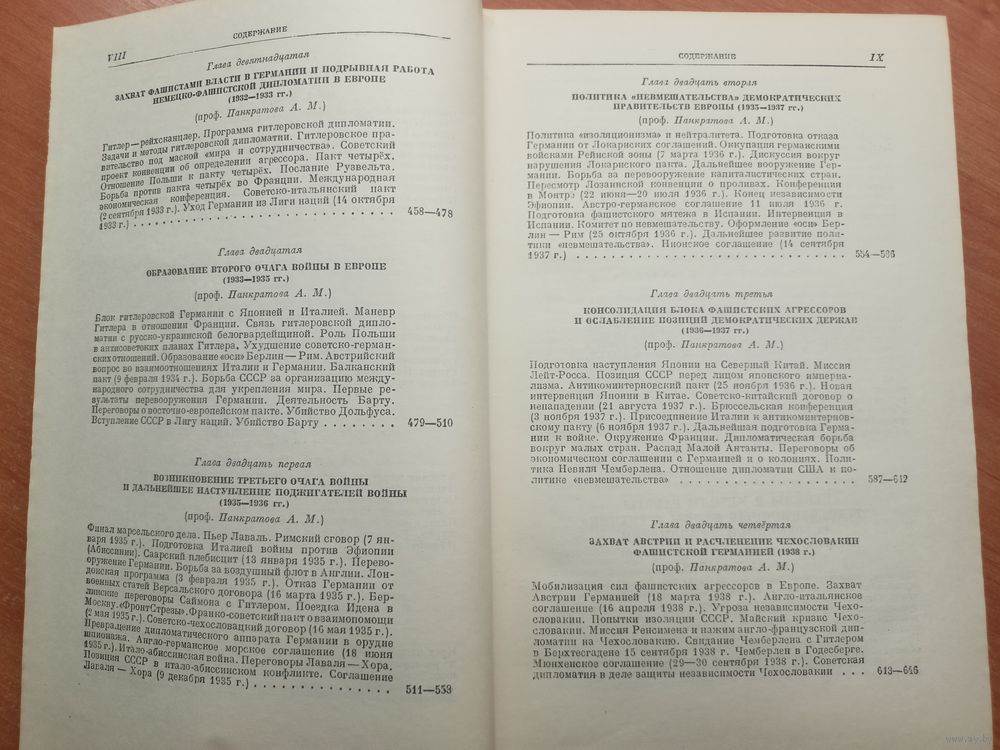 VIII
СОДЕРЖАНИЕ
Глава девятнадцатая
ЗАХВАТ ФАШИСТАМИ ВЛАСТИ В ГЕРМАНИИ И ПОДРЫВНАЯ РАБОТА
НЕМЕЦКО-ФАШИСТСКОЙ ДИПЛОМАТИИ В ЕВРОПЕ
(1932—1933 гг.)
(проф. Панкратова А. М.)
Гитлер — рейхсканцлер. Программа гитлеровской дипломатии.
Задачи и методы гитлеровской дипломатии. Гитлеровское пра-
вительство под маской «мира и сотрудничества». Советский
проект конвенции об определении агрессора. Пакт четырёх.
Отношение Польши к пакту четырёх. Послание Рузвельта.
Борьба против пакта четырёх во Франции. Международная
экономическая конференция. Советско-итальянский пакт
(2 сентября 1933 г.). Уход Германии из Лиги наций (14 октября
1933 г.) . . . . . . . . . . . . . . . . . . . . 458—478
Глава двадцатая
ОБРАЗОВАНИЕ ВТОРОГО ОЧАГА ВОЙНЫ В ЕВРОПЕ
(1933—1935 гг.)
(проф. Панкратова А. М.)
Блок гитлеровской Германии с Японией и Италией. Маневр
Гитлера в отношении Франции. Связь гитлеровской дипло-
матии с русско-украинской белогвардейщиной. Роль Польши
в антисоветских планах Гитлера. Ухудшение советско-герман-
ских отношений. Образование «оси» Берлин — Рим. Австрийский
вопрос во взаимоотношениях Италии и Германии. Балканский
пакт (9 февраля 1934 г.). Борьба СССР за организацию между-
народного сотрудничества для укрепления мира. Первые ре-
зультаты перевооружения Германии. Деятельность Барту.
Переговоры о восточно-европейском пакте. Убийство Дольфуса.
Вступление СССР в Лигу наций. Убийство Барту . . . . . . . . 479—510
Глава двадцать первая
ВОЗНИКНОВЕНИЕ ТРЕТЬЕГО ОЧАГА ВОЙНЫ
И ДАЛЬНЕЙШЕЕ НАСТУПЛЕНИЕ ПОДЖИГАТЕЛЕЙ ВОЙНЫ
(1935—1936 гг.)
(проф. Панкратова А. М.)
Финал марсельского дела. Пьер Лаваль. Римский сговор (7 ян-
варя 1935 г.). Подготовка Италией войны против Эфиопии
(Абиссинии). Саарский плебисцит (13 января 1935 г.). Перево-
оружение Германии. Борьба за воздушный флот в Англии. Лон-
донская программа (3 февраля 1935 г.). Отказ Германии от
военных статей Версальского договора (16 марта 1935 г.). Бер-
линские переговоры Саймона с Гитлером. Поездка Идена в
Москву. «Фронт Стрезы». Франко-советский пакт о взаимопомощи
(2 мая 1935 г.). Советско-чехословацкий договор (16 мая 1935 г.).
Превращение дипломатического аппарата Германии в орудие
шпионажа. Англо-германское морское соглашение (18 июня
1935 г.). Итало-абиссинская война. Переговоры Лаваля — Хора.
Позиция СССР в итало-абиссинском конфликте. Соглашение
Лаваля — Хора (9 декабря 1935 г.) . . . . . . . . . . . . . . . 511—553
СОДЕРЖАНИЕ
IX
Глава двадцать вторая
ПОЛИТИКА «НЕВМЕШАТЕЛЬСТВА» ДЕМОКРАТИЧЕСКИХ
ПРАВИТЕЛЬСТВ ЕВРОПЫ (1935—1937 гг.)
(проф. Панкратова А. М.)
Политика «изоляционизма» и нейтралитета. Подготовка отказа
Германии от Локарнских соглашений. Оккупация германскими
войсками Рейнской зоны (7 марта 1936 г.). Дискуссия вокруг
нарушения Локарнского пакта. Дальнейшее вооружение Гер-
мании. Борьба за перевооружение капиталистических стран.
Пересмотр Лозаннской конвенции о проливах. Конференция
в Монтрэ (22 июня—20 июля 1936 г.). Конец независимости
Эфиопии. Австро-германское соглашение 11 июля 1936 г.
Подготовка фашистского мятежа в Испании. Интервенция в
Испании. Комитет по невмешательству. Оформление «оси» Бер-
лин — Рим (25 октября 1936 г.). Дальнейшее развитие поли-
тики «невмешательства». Нионское соглашение (14 сентября
1937 г.) . . . . . . . . . . . . . . . . . . . . 554—586
Глава двадцать третья
КОНСОЛИДАЦИЯ БЛОКА ФАШИСТСКИХ АГРЕССОРОВ
И ОСЛАБЛЕНИЕ ПОЗИЦИЙ ДЕМОКРАТИЧЕСКИХ ДЕРЖАВ
(1936—1937 гг.)
(проф. Панкратова А. М.)
Подготовка наступления Японии на Северный Китай. Миссия
Лейт-Росса. Позиция СССР перед лицом японского империа-
лизма. Антикоминтерновский пакт (25 ноября 1936 г.). Новая
интервенция Японии в Китае. Советско-китайский договор о
ненападении (21 августа 1937 г.). Брюссельская конференция
(3 ноября 1937 г.). Присоединение Италии к антикоминтернов-
скому пакту (6 ноября 1937 г.). Дальнейшая подготовка Герма-
нии к войне. Окружение Франции. Дипломатическая борьба
вокруг малых стран. Распад Малой Антанты. Переговоры об
экономическом соглашении с Германией и о колониях. Поли-
тика Невиля Чемберлена. Отношение дипломатии США к по-
литике «невмешательства» . . . . . . . . . . . . . . . . 587—612
Глава двадцать четвёртая
ЗАХВАТ АВСТРИИ И РАСЧЛЕНЕНИЕ ЧЕХОСЛОВАКИИ
ФАШИСТСКОЙ ГЕРМАНИЕЙ (1938 г.)
(проф. Панкратова А. М.)
Мобилизация сил фашистских агрессоров в Европе. Захват
Австрии Германией (18 марта 1938 г.). Англо-итальянское
соглашение (16 апреля 1938 г.). Угроза независимости Чехо-
словакии. Попытки изоляции СССР. Майский кризис Чехо-
словакии. Миссия Ренсимена и нажим англо-французской дип-
ломатии на Чехословакию. Свидание Чемберлена с Гитлером
в Берхтесгадене 15 сентября 1938 г. Чемберлен в Годесберге.
Мюнхенское соглашение (29—30 сентября 1938 г.). Советская
дипломатия в деле защиты независимости Чехословакии . . . 613—646
www.ay.by